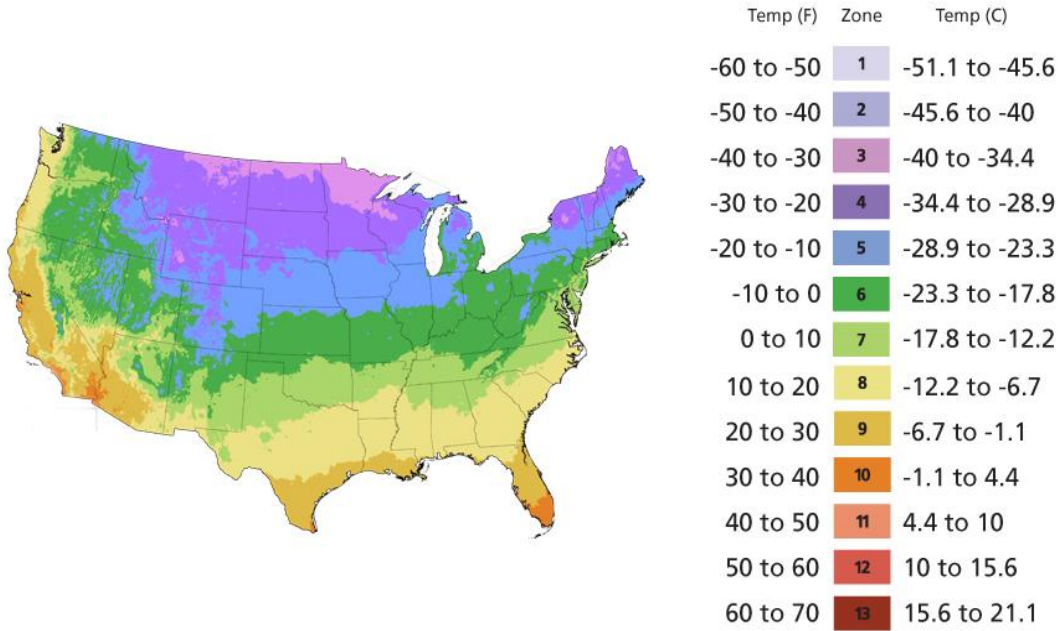 Temp (F) Zone Temp (C)
-60 to -50 1 -51.1 to -45.6
-50 to -40 2 -45.6 to -40
-40 to -30 3 -40 to -34.4
-30 to -20 4 -34.4 to -28.9
-20 to -10 5 -28.9 to -23.3
-10 to 0 6 -23.3 to -17.8
0 to 10 7 -17.8 to -12.2
10 to 20 8 -12.2 to -6.7
20 to 30 9 -6.7 to -1.1
30 to 40 10 -1.1 to 4.4
40 to 50 11 4.4 to 10
50 to 60 12 10 to 15.6
60 to 70 13 15.6 to 21.1